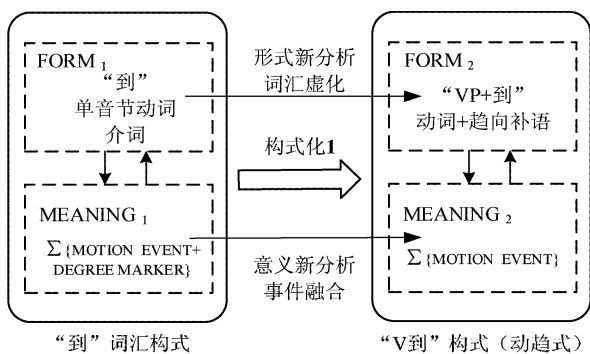 FORM 1
“到”
单音节动词
介词
MEANING 1
∑{MOTION EVENT+
DEGREE MARKER}
“到”词汇构式
形式新分析
词汇虚化
构式化1
意义新分析
事件融合
FORM 2
“VP+到”
动词+趋向补语
MEANING 2
∑{MOTION EVENT}
“V到”构式（动趋式）